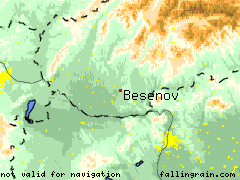 Besenov
not valid for navigation
fallingrain.com